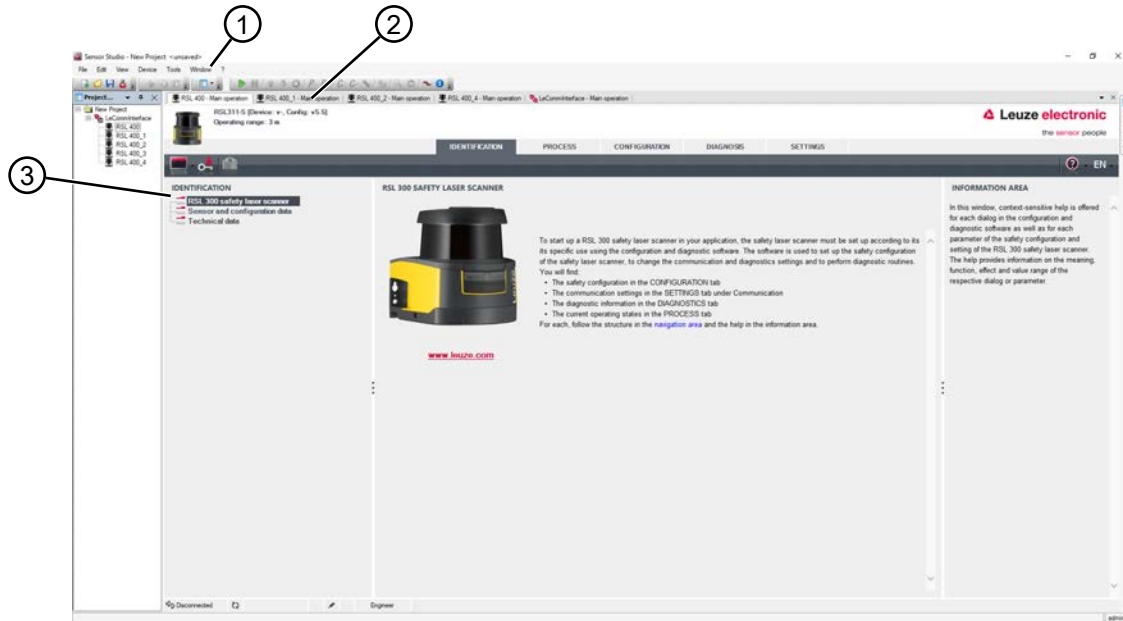 1
2
3
Sensor Studio - New Project <unsaved>
File Edit View Device Tools Window ?
Project...
RSL 400 - Main operation RSL 400_1 - Main operation RSL 400_2 - Main operation RSL 400_4 - Main operation LeCommInterface - Main operation
New Project
LeCommInterface
RSL 400
RSL 400_1
RSL 400_2
RSL 400_3
RSL 400_4
RSL311-S [Device: v-, Config: v5.5]
Operating range: 3 m
Leuze electronic
the sensor people
IDENTIFICATION PROCESS CONFIGURATION DIAGNOSIS SETTINGS
EN
IDENTIFICATION
RSL 300 safety laser scanner
Sensor and configuration data
Technical data
RSL 300 SAFETY LASER SCANNER
To start up a RSL 300 safety laser scanner in your application, the safety laser scanner must be set up according to its
its specific use using the configuration and diagnostic software. The software is used to set up the safety configuration
of the safety laser scanner, to change the communication and diagnostics settings and to perform diagnostic routines.
You will find:
• The safety configuration in the CONFIGURATION tab
• The communication settings in the SETTINGS tab under Communication
• The diagnostic information in the DIAGNOSTICS tab
• The current operating states in the PROCESS tab
For each, follow the structure in the navigation area and the help in the information area.
www.leuze.com
INFORMATION AREA
In this window, context-sensitive help is offered
for each dialog in the configuration and
diagnostic software as well as for each
parameter of the safety configuration and
setting of the RSL 300 safety laser scanner.
The help provides information on the meaning,
function, effect and value range of the
respective dialog or parameter.
Disconnected Engineer